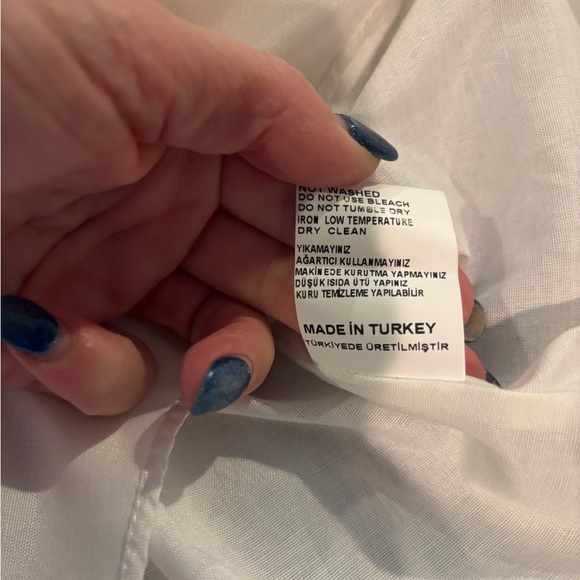 NOT WASHED
DO NOT USE BLEACH
DO NOT TUMBLE DRY
IRON LOW TEMPERATURE
DRY CLEAN
YIKAMAYINIZ
AĞARTICI KULLANMAYINIZ
MAKİNEDE KURUTMA YAPMAYINIZ
DÜŞÜK ISIDA ÜTÜ YAPINIZ
KURU TEMİZLEME YAPILABİLİR
MADE İN TURKEY
TÜRKİYEDE ÜRETİLMİŞTİR